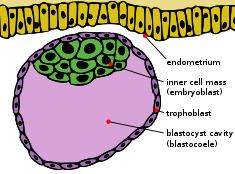 endometrium
inner cell mass
(embryoblast)
trophoblast
blastocyst cavity
(blastocoele)